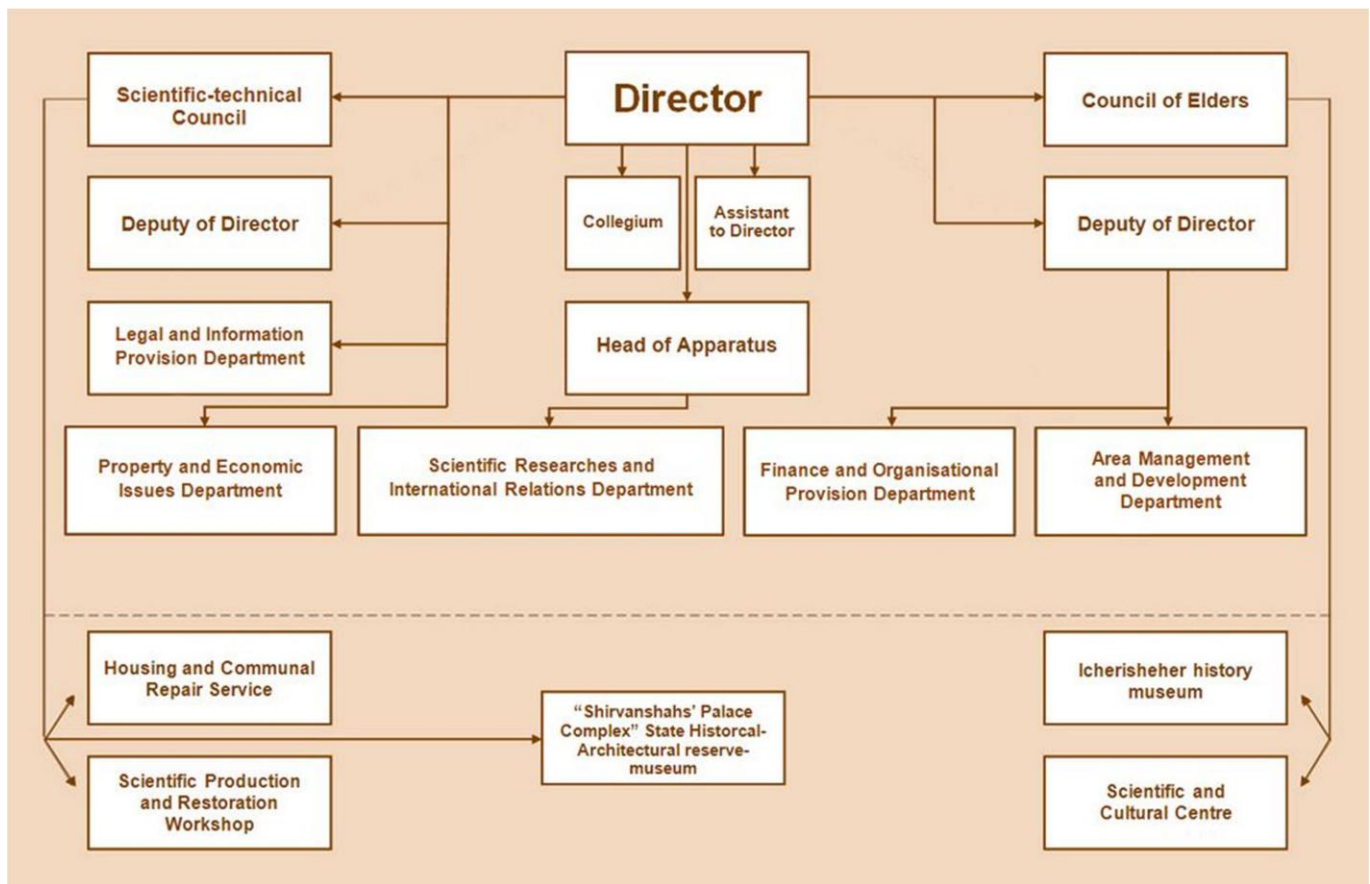 Scientific-technical
Council
Director
Council of Elders
Deputy of Director
Collegium
Assistant
to Director
Deputy of Director
Legal and Information
Provision Department
Head of Apparatus
Property and Economic
Issues Department
Scientific Researches and
International Relations Department
Finance and Organisational
Provision Department
Area Management
and Development
Department
Housing and Communal
Repair Service
"Shirvanshahs' Palace
Complex" State Historcal-
Architectural reserve-
museum
Icherisheher history
museum
Scientific Production
and Restoration
Workshop
Scientific and
Cultural Centre